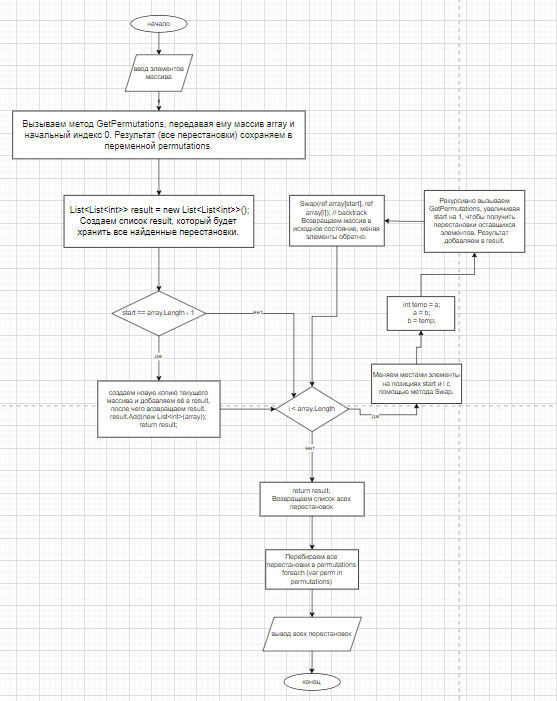 начало
ввод элементов
массива
Вызываем метод GetPermutations, передавая ему массив array и
начальный индекс 0. Результат (все перестановки) сохраняем в
переменной permutations.
List<List<int>> result = new List<List<int>>();
Создаем список result, который будет
хранить все найденные перестановки.
Swap(ref array[start], ref
array[i]); // backtrack
Возвращаем массив в
исходное состояние, меняя
элементы обратно.
Рекурсивно вызываем
GetPermutations, увеличивая
start на 1, чтобы получить
перестановки оставшихся
элементов. Результат
добавляем в result.
start == array.Length - 1
нет
int temp = a;
a = b;
b = temp;
да
Меняем местами элементы
на позициях start и i с
помощью метода Swap.
создаем новую копию текущего
массива и добавляем её в result,
после чего возвращаем result.
result.Add(new List<int>(array));
return result;
i < array.Length
да
нет
return result;
Возвращаем список всех
перестановок
Перебираем все
перестановки в permutations
foreach (var perm in
permutations)
вывод всех перестановок
конец